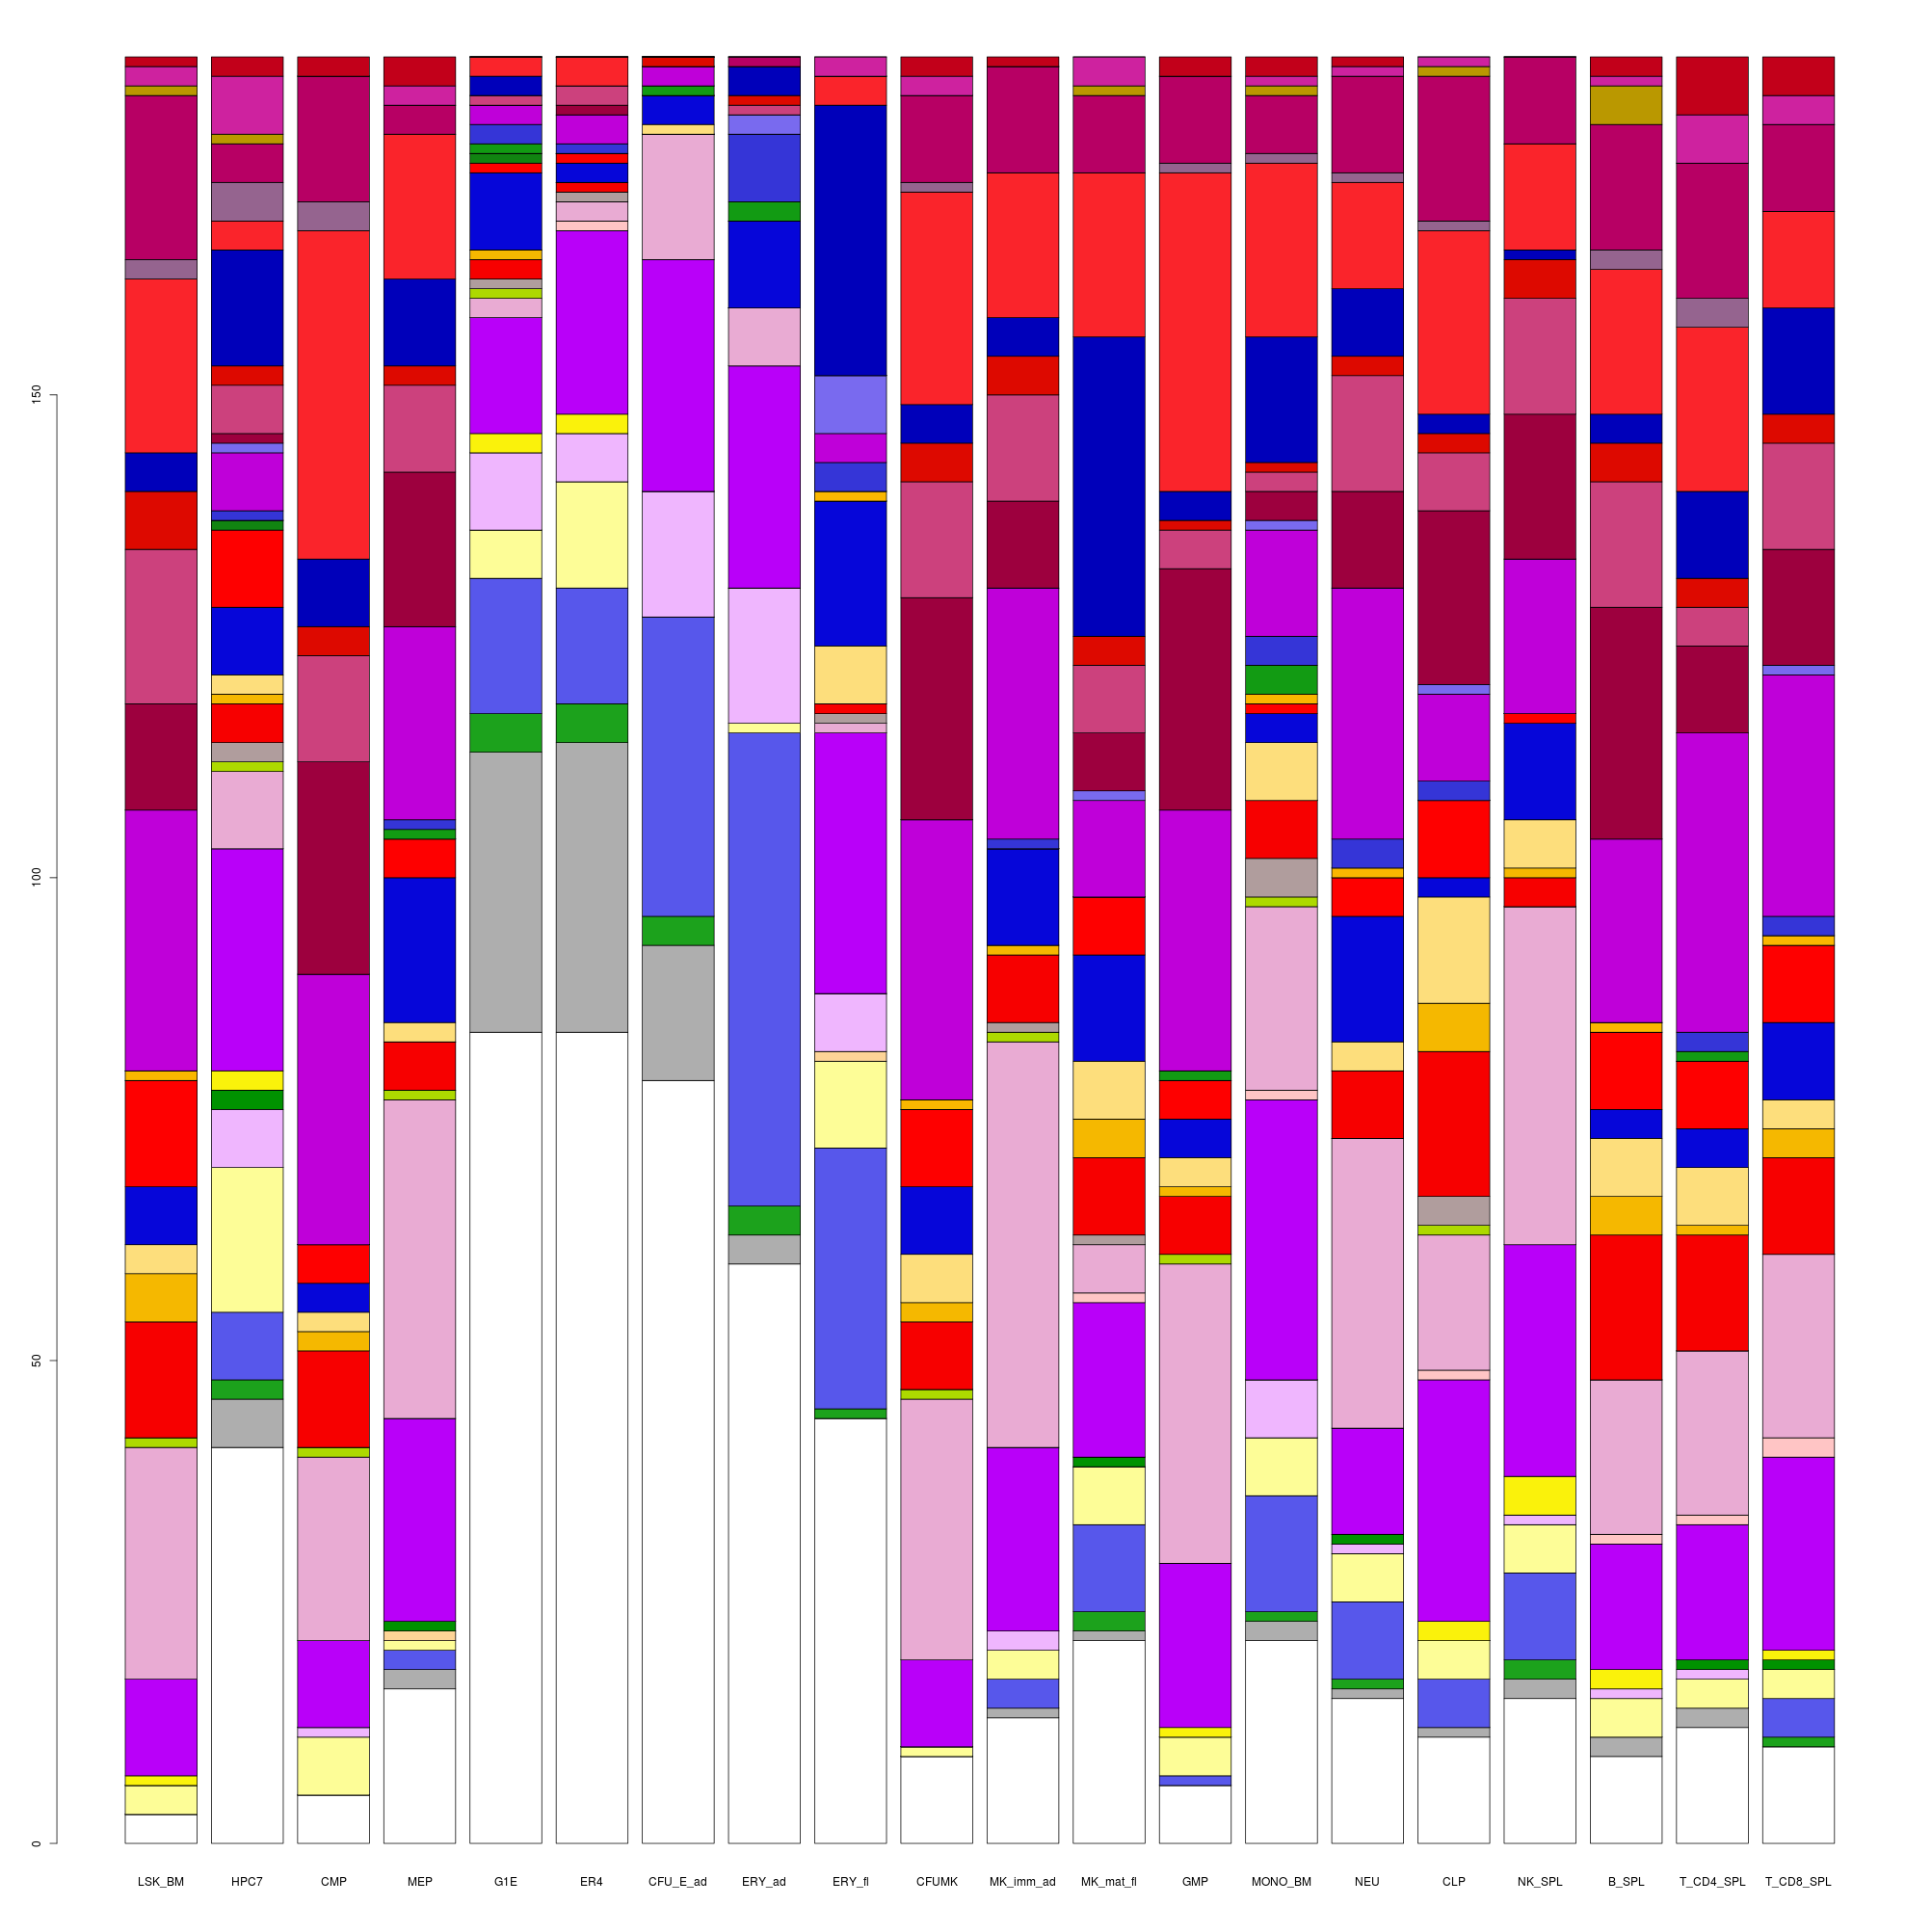 150
100
50
0
LSK_BM HPC7 CMP MEP G1E ER4 CFU_E_ad ERY_ad ERY_fl CFUMK MK_imm_ad MK_mat_fl GMP MONO_BM NEU CLP NK_SPL B_SPL T_CD4_SPL T_CD8_SPL